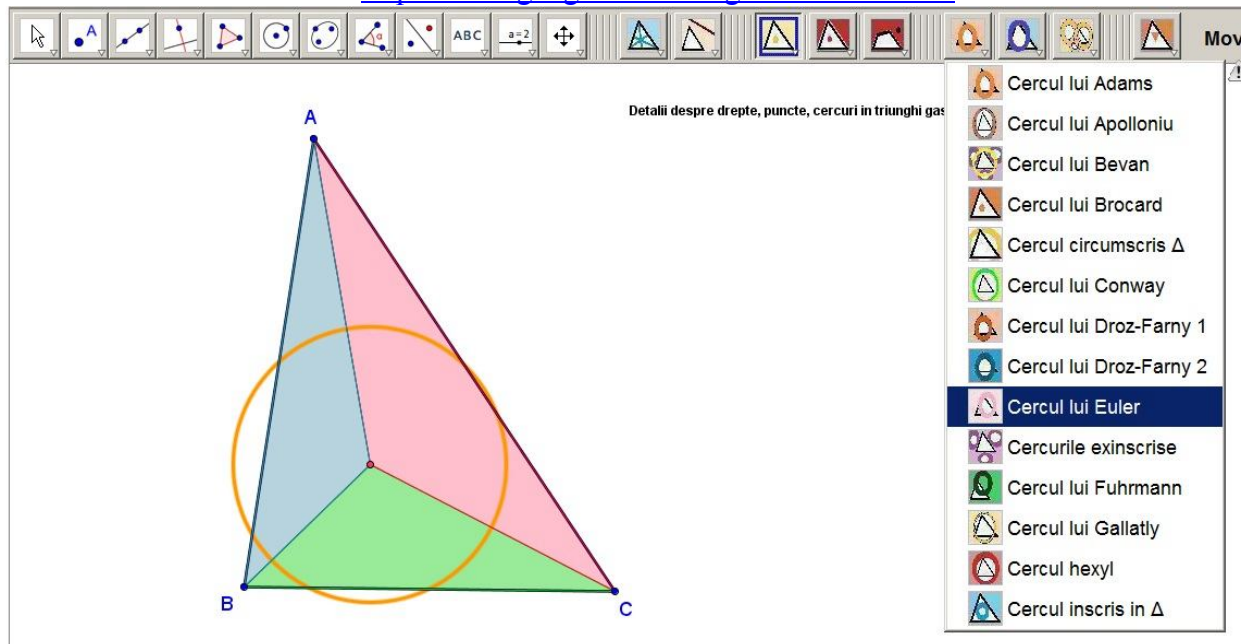 A
ABC
a=2
Mov
Detalii despre drepte, puncte, cercuri in triunghi gas
A
B
C
Cercul lui Adams
Cercul lui Apolloniu
Cercul lui Bevan
Cercul lui Brocard
Cercul circumscris Δ
Cercul lui Conway
Cercul lui Droz-Farny 1
Cercul lui Droz-Farny 2
Cercul lui Euler
Cercurile exinscrise
Cercul lui Fuhrmann
Cercul lui Gallatly
Cercul hexyl
Cercul inscris in Δ